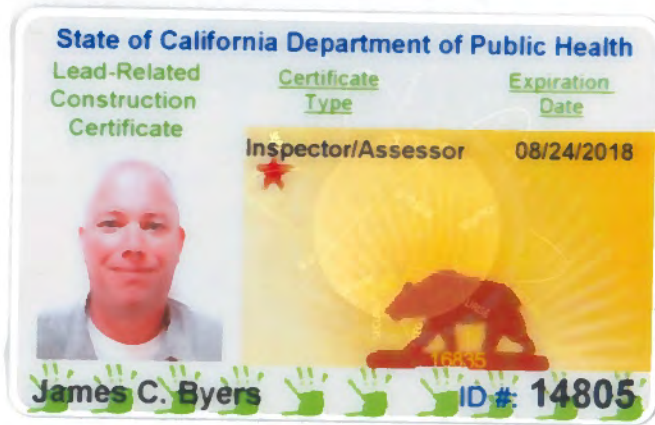 State of California Department of Public Health
Lead-Related
Construction
Certificate
Certificate
Type
Expiration
Date
Inspector/Assessor 08/24/2018
16835
James C. Byers ID #: 14805